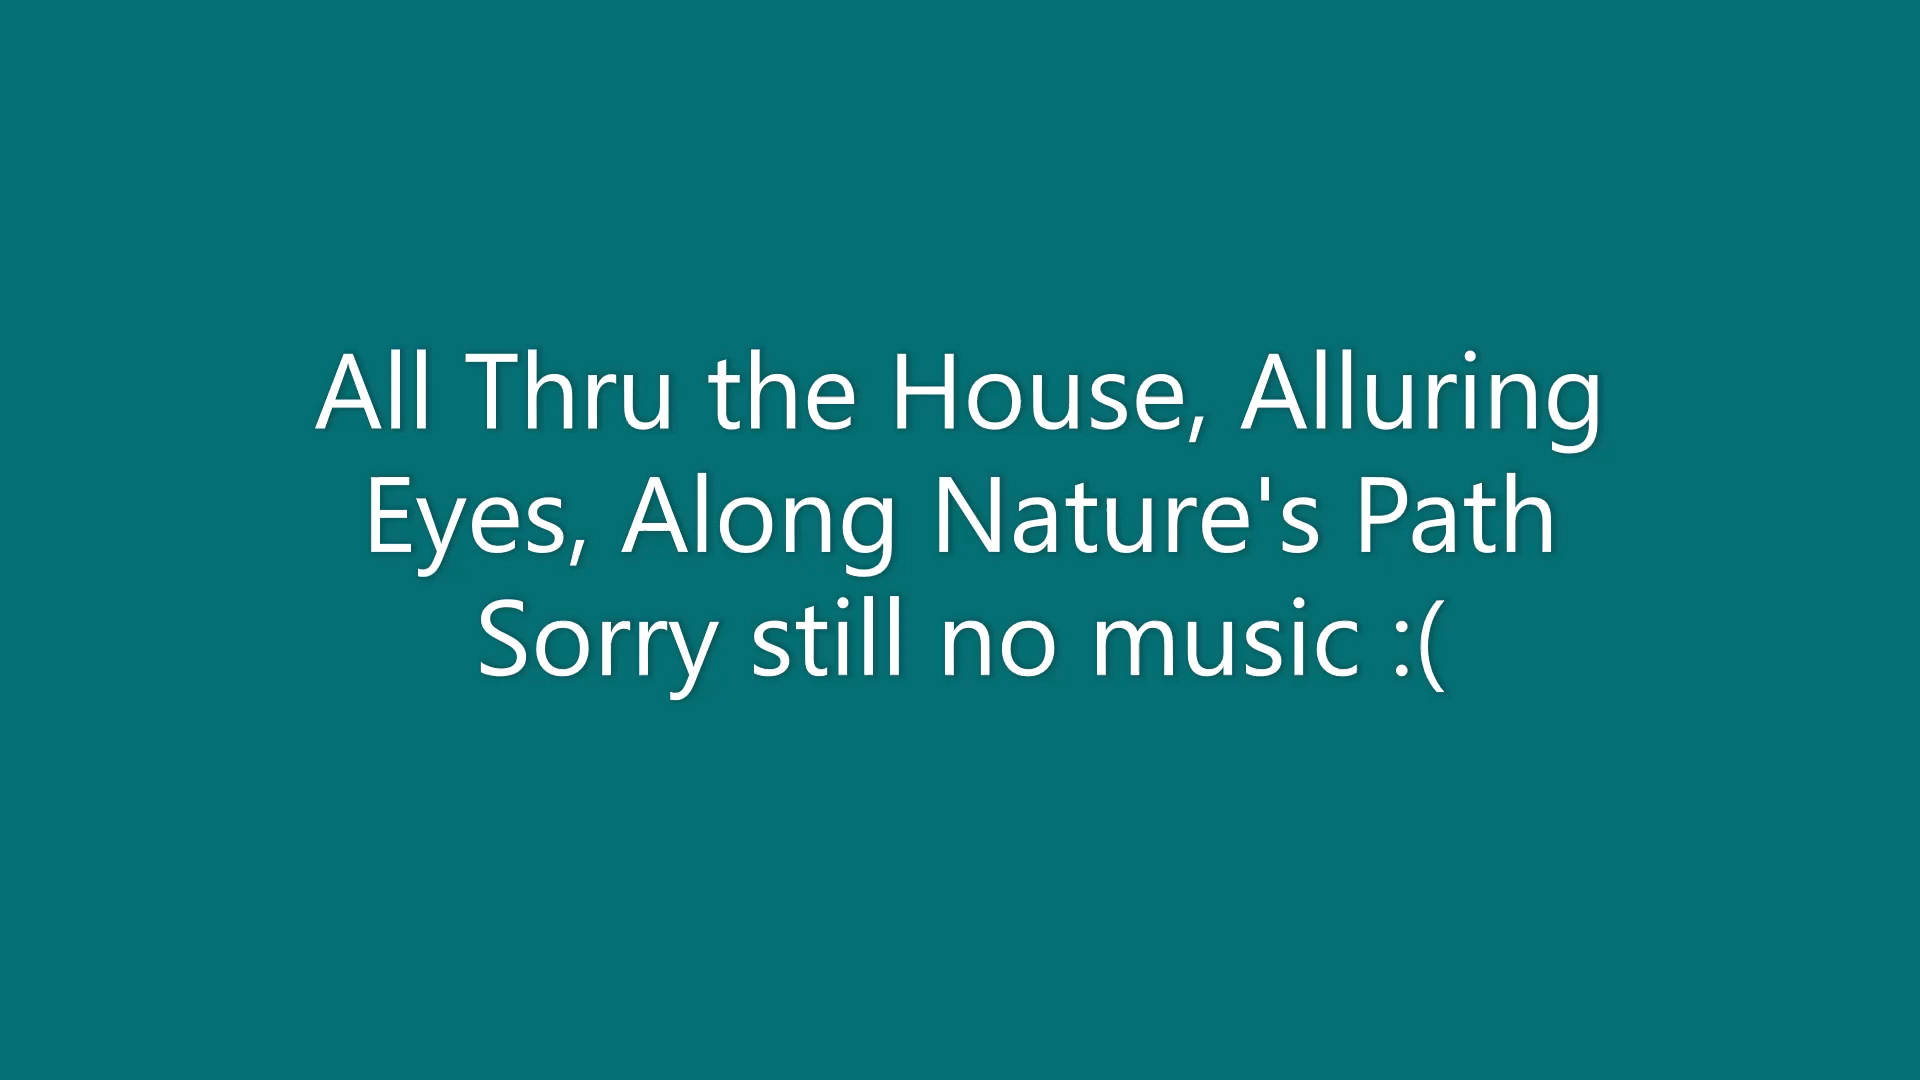 All Thru the House, Alluring
Eyes, Along Nature's Path
Sorry still no music :(